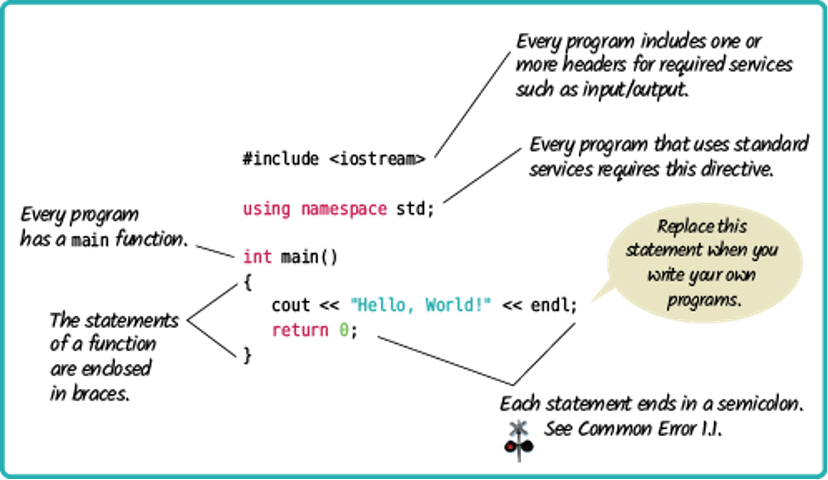 Every program includes one or
more headers for required services
such as input/output.
#include <iostream>
Every program that uses standard
services requires this directive.
using namespace std;
Every program
has a main function.
int main()
{
cout << "Hello, World!" << endl;
return 0;
}
Replace this
statement when you
write your own
programs.
The statements
of a function
are enclosed
in braces.
Each statement ends in a semicolon.
See Common Error 1.1.